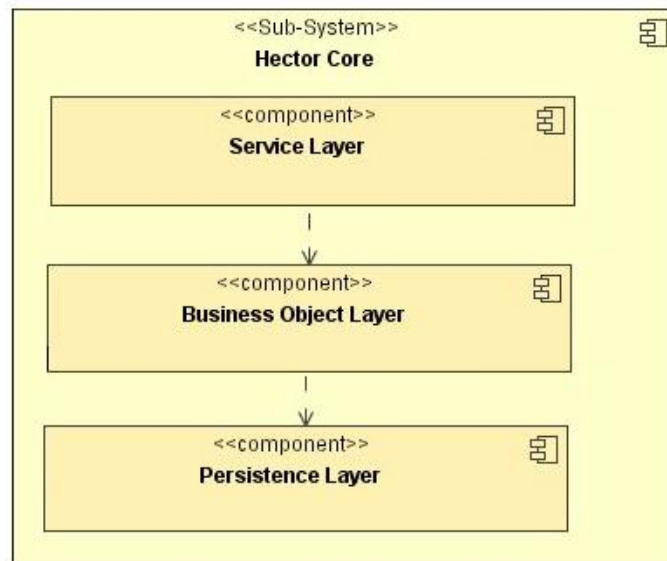 <<Sub-System>>
Hector Core
<<component>>
Service Layer
<<component>>
Business Object Layer
<<component>>
Persistence Layer